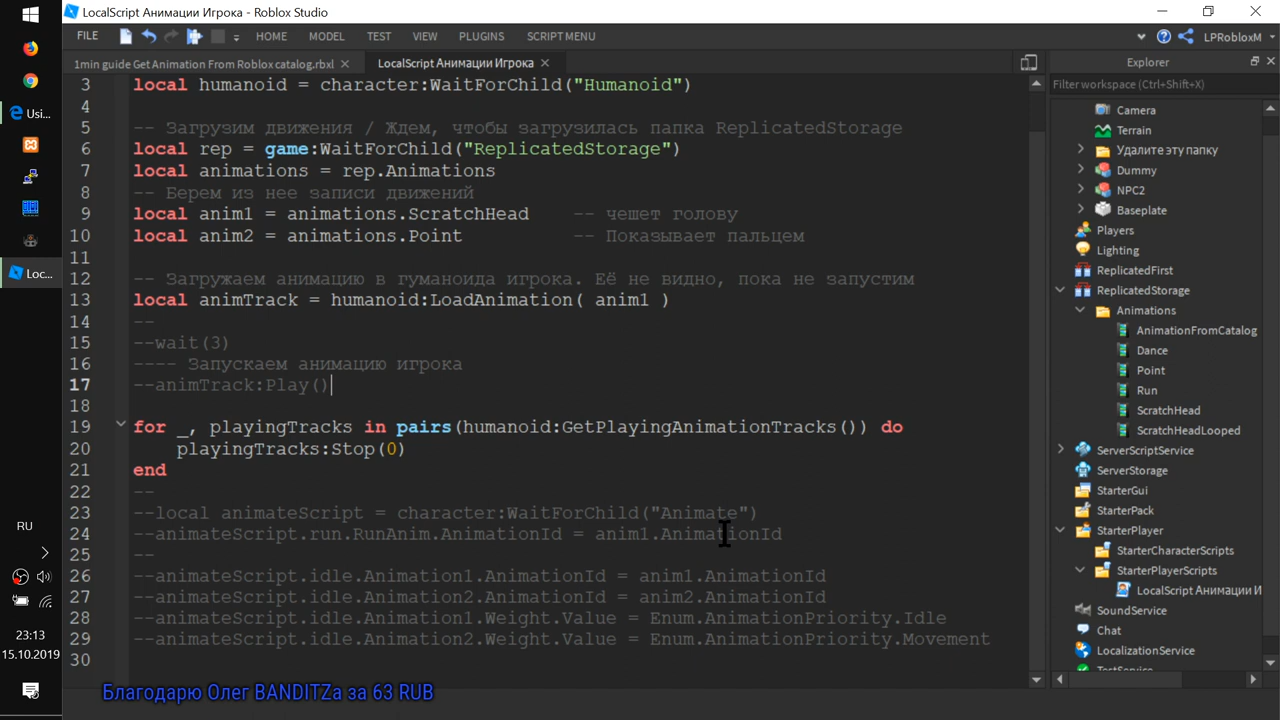 LocalScript Анимации Игрока - Roblox Studio
FILE HOME MODEL TEST VIEW PLUGINS SCRIPT MENU LPRobloxM
1min guide Get Animation From Roblox catalog.rbxl
LocalScript Анимации Игрока
3 local humanoid = character:WaitForChild("Humanoid")
4
5 -- Загрузим движения / Ждем, чтобы загрузилась папка ReplicatedStorage
6 local rep = game:WaitForChild("ReplicatedStorage")
7 local animations = rep.Animations
8 -- Берем из нее записи движений
9 local anim1 = animations.ScratchHead -- чешет голову
10 local anim2 = animations.Point -- Показывает пальцем
11
12 -- Загружаем анимацию в гуманоида игрока. Её не видно, пока не запустим
13 local animTrack = humanoid:LoadAnimation( anim1 )
14 --
15 --wait(3)
16 ---- Запускаем анимацию игрока
17 --animTrack:Play()
18
19 for _, playingTracks in pairs(humanoid:GetPlayingAnimationTracks()) do
20 playingTracks:Stop(0)
21 end
22 --
23 --local animateScript = character:WaitForChild("Animate")
24 --animateScript.run.RunAnim.AnimationId = anim1.AnimationId
25 --
26 --animateScript.idle.Animation1.AnimationId = anim1.AnimationId
27 --animateScript.idle.Animation2.AnimationId = anim2.AnimationId
28 --animateScript.idle.Animation1.Weight.Value = Enum.AnimationPriority.Idle
29 --animateScript.idle.Animation2.Weight.Value = Enum.AnimationPriority.Movement
30
Explorer
Filter workspace (Ctrl+Shift+X)
Camera
Terrain
Удалите эту папку
Dummy
NPC2
Baseplate
Players
Lighting
ReplicatedFirst
ReplicatedStorage
Animations
AnimationFromCatalog
Dance
Point
Run
ScratchHead
ScratchHeadLooped
ServerScriptService
ServerStorage
StarterGui
StarterPack
StarterPlayer
StarterCharacterScripts
StarterPlayerScripts
LocalScript Анимации И
SoundService
Chat
LocalizationService
TestService
Usi...
Loc...
RU
23:13
15.10.2019
Благодарю Олег BANDITZa за 63 RUB